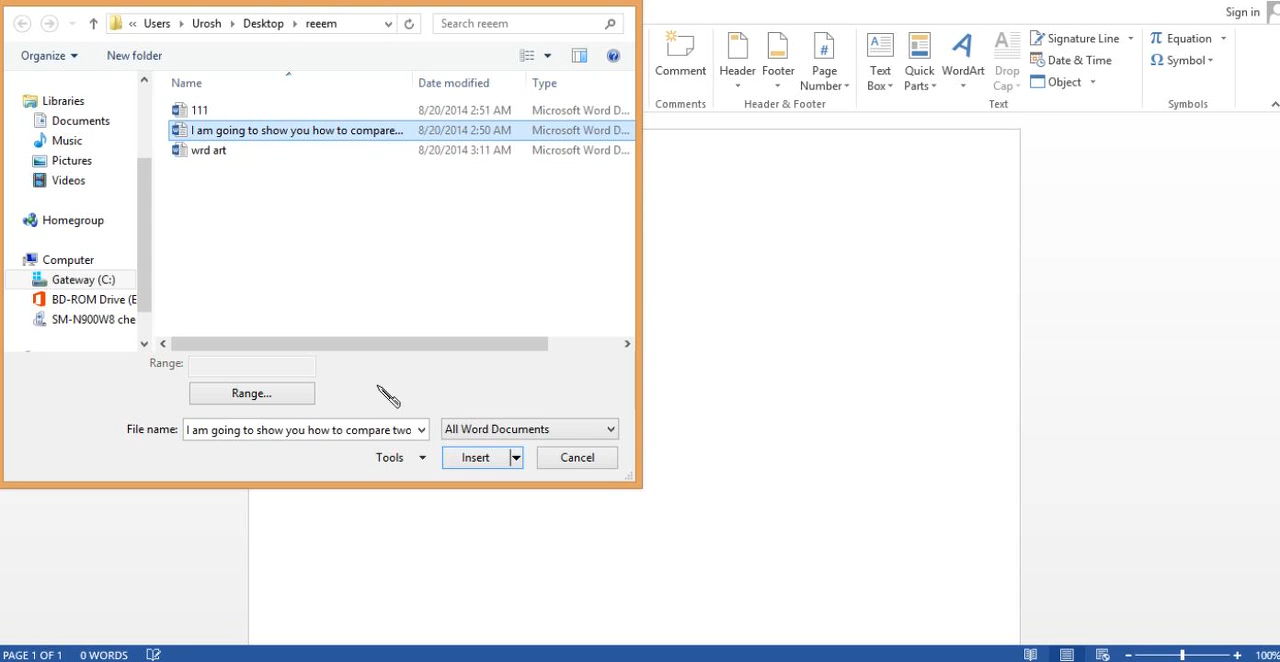 « Users Urosh Desktop reeem
Search reeem
Sign in
Organize
New folder
Name
Date modified
Type
Libraries
Documents
Music
Pictures
Videos
Homegroup
Computer
Gateway (C:)
BD-ROM Drive (E
SM-N900W8 che
111 8/20/2014 2:51 AM Microsoft Word D...
I am going to show you how to compare... 8/20/2014 2:50 AM Microsoft Word D...
wrd art 8/20/2014 3:11 AM Microsoft Word D...
Range:
Range...
File name: I am going to show you how to compare two
All Word Documents
Tools
Insert
Cancel
Comment
Comments
Header
Footer
Page
Number
Header & Footer
Text
Box
Quick
Parts
WordArt
Drop
Cap
Signature Line
Date & Time
Object
Text
π Equation
Ω Symbol
Symbols
PAGE 1 OF 1 0 WORDS
100%